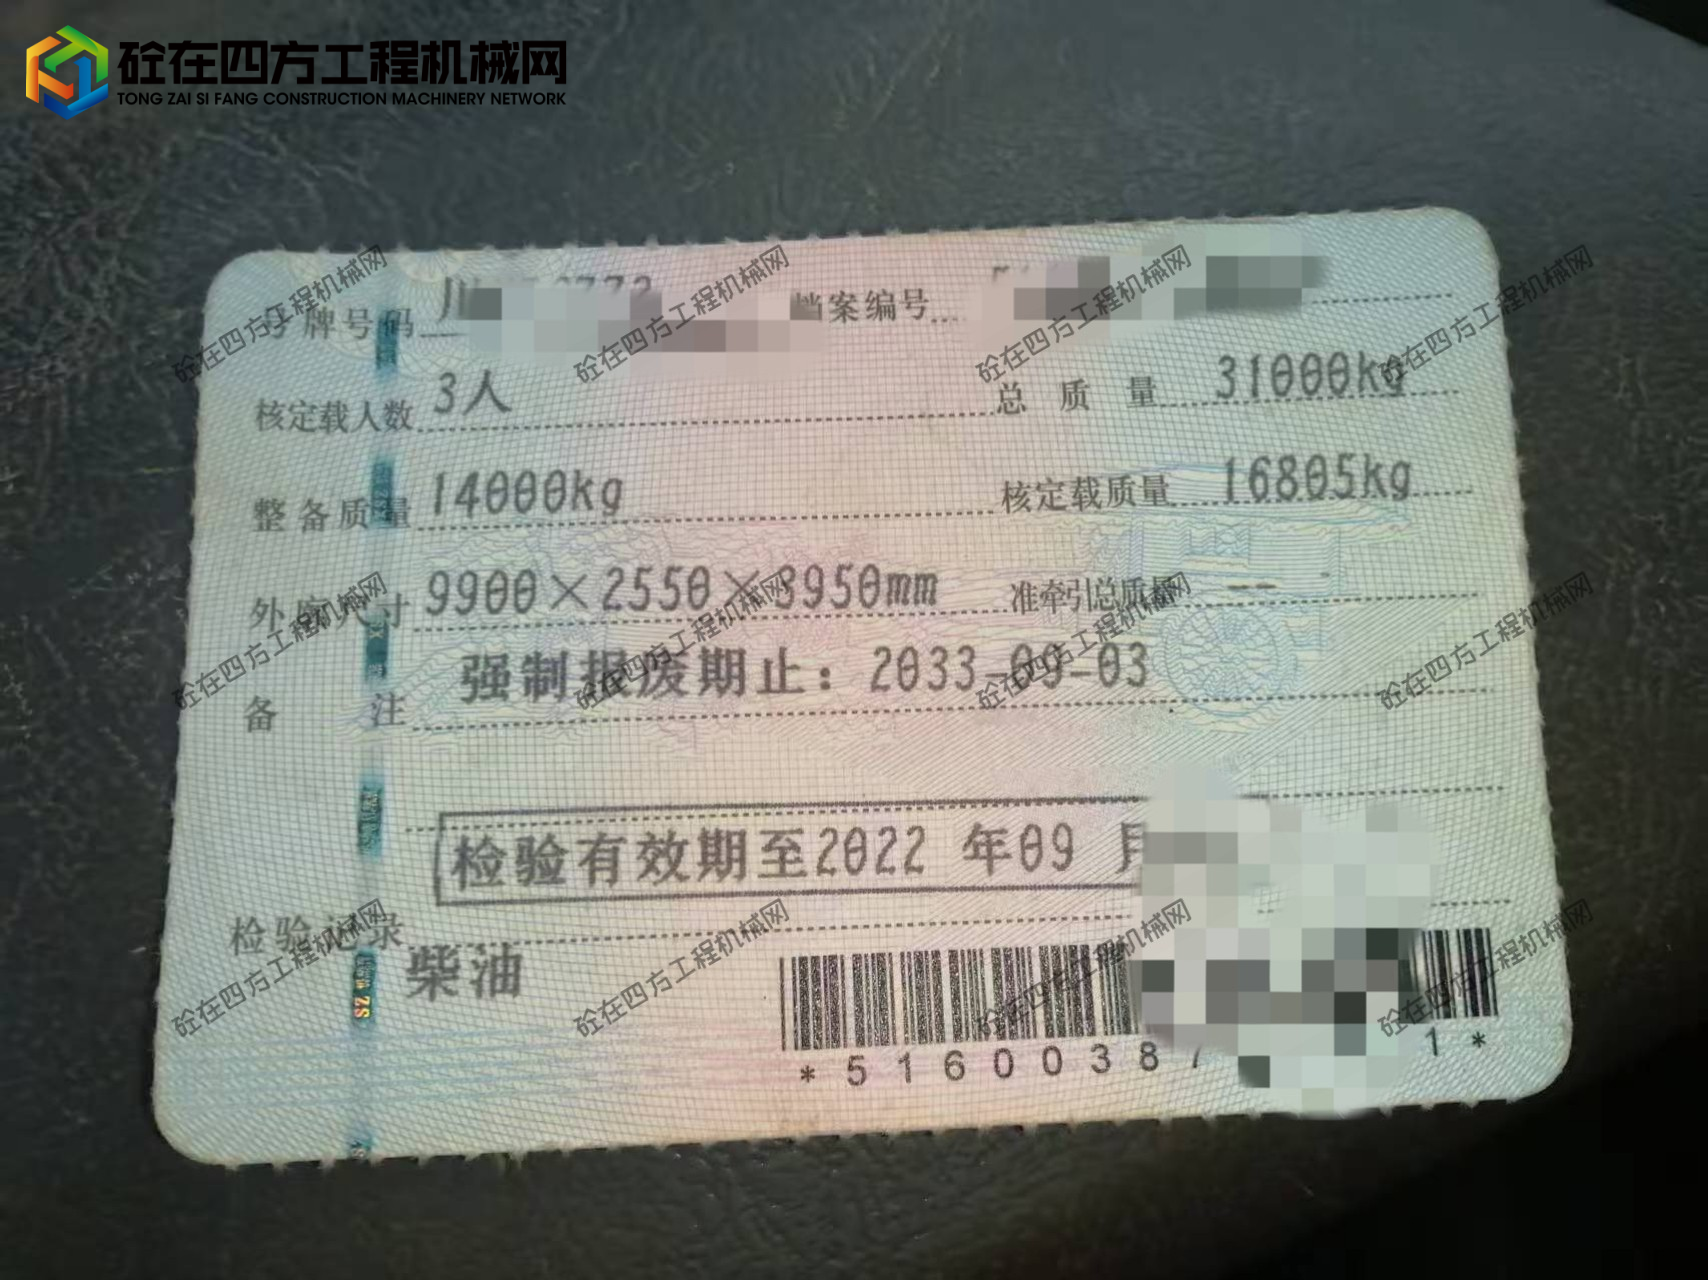 砼在四方工程机械网
TONG ZAI SI FANG CONSTRUCTION MACHINERY NETWORK
号牌号码 川 档案编号
核定载人数 3人 总质量 31000kg
整备质量 14000kg 核定载质量 16805kg
外廓尺寸 9900×2550×3950mm 准牵引总质量 --
备注 强制报废期止：2033-09-03
检验有效期至2022 年09 月
检验记录
柴油
*51600387 1*